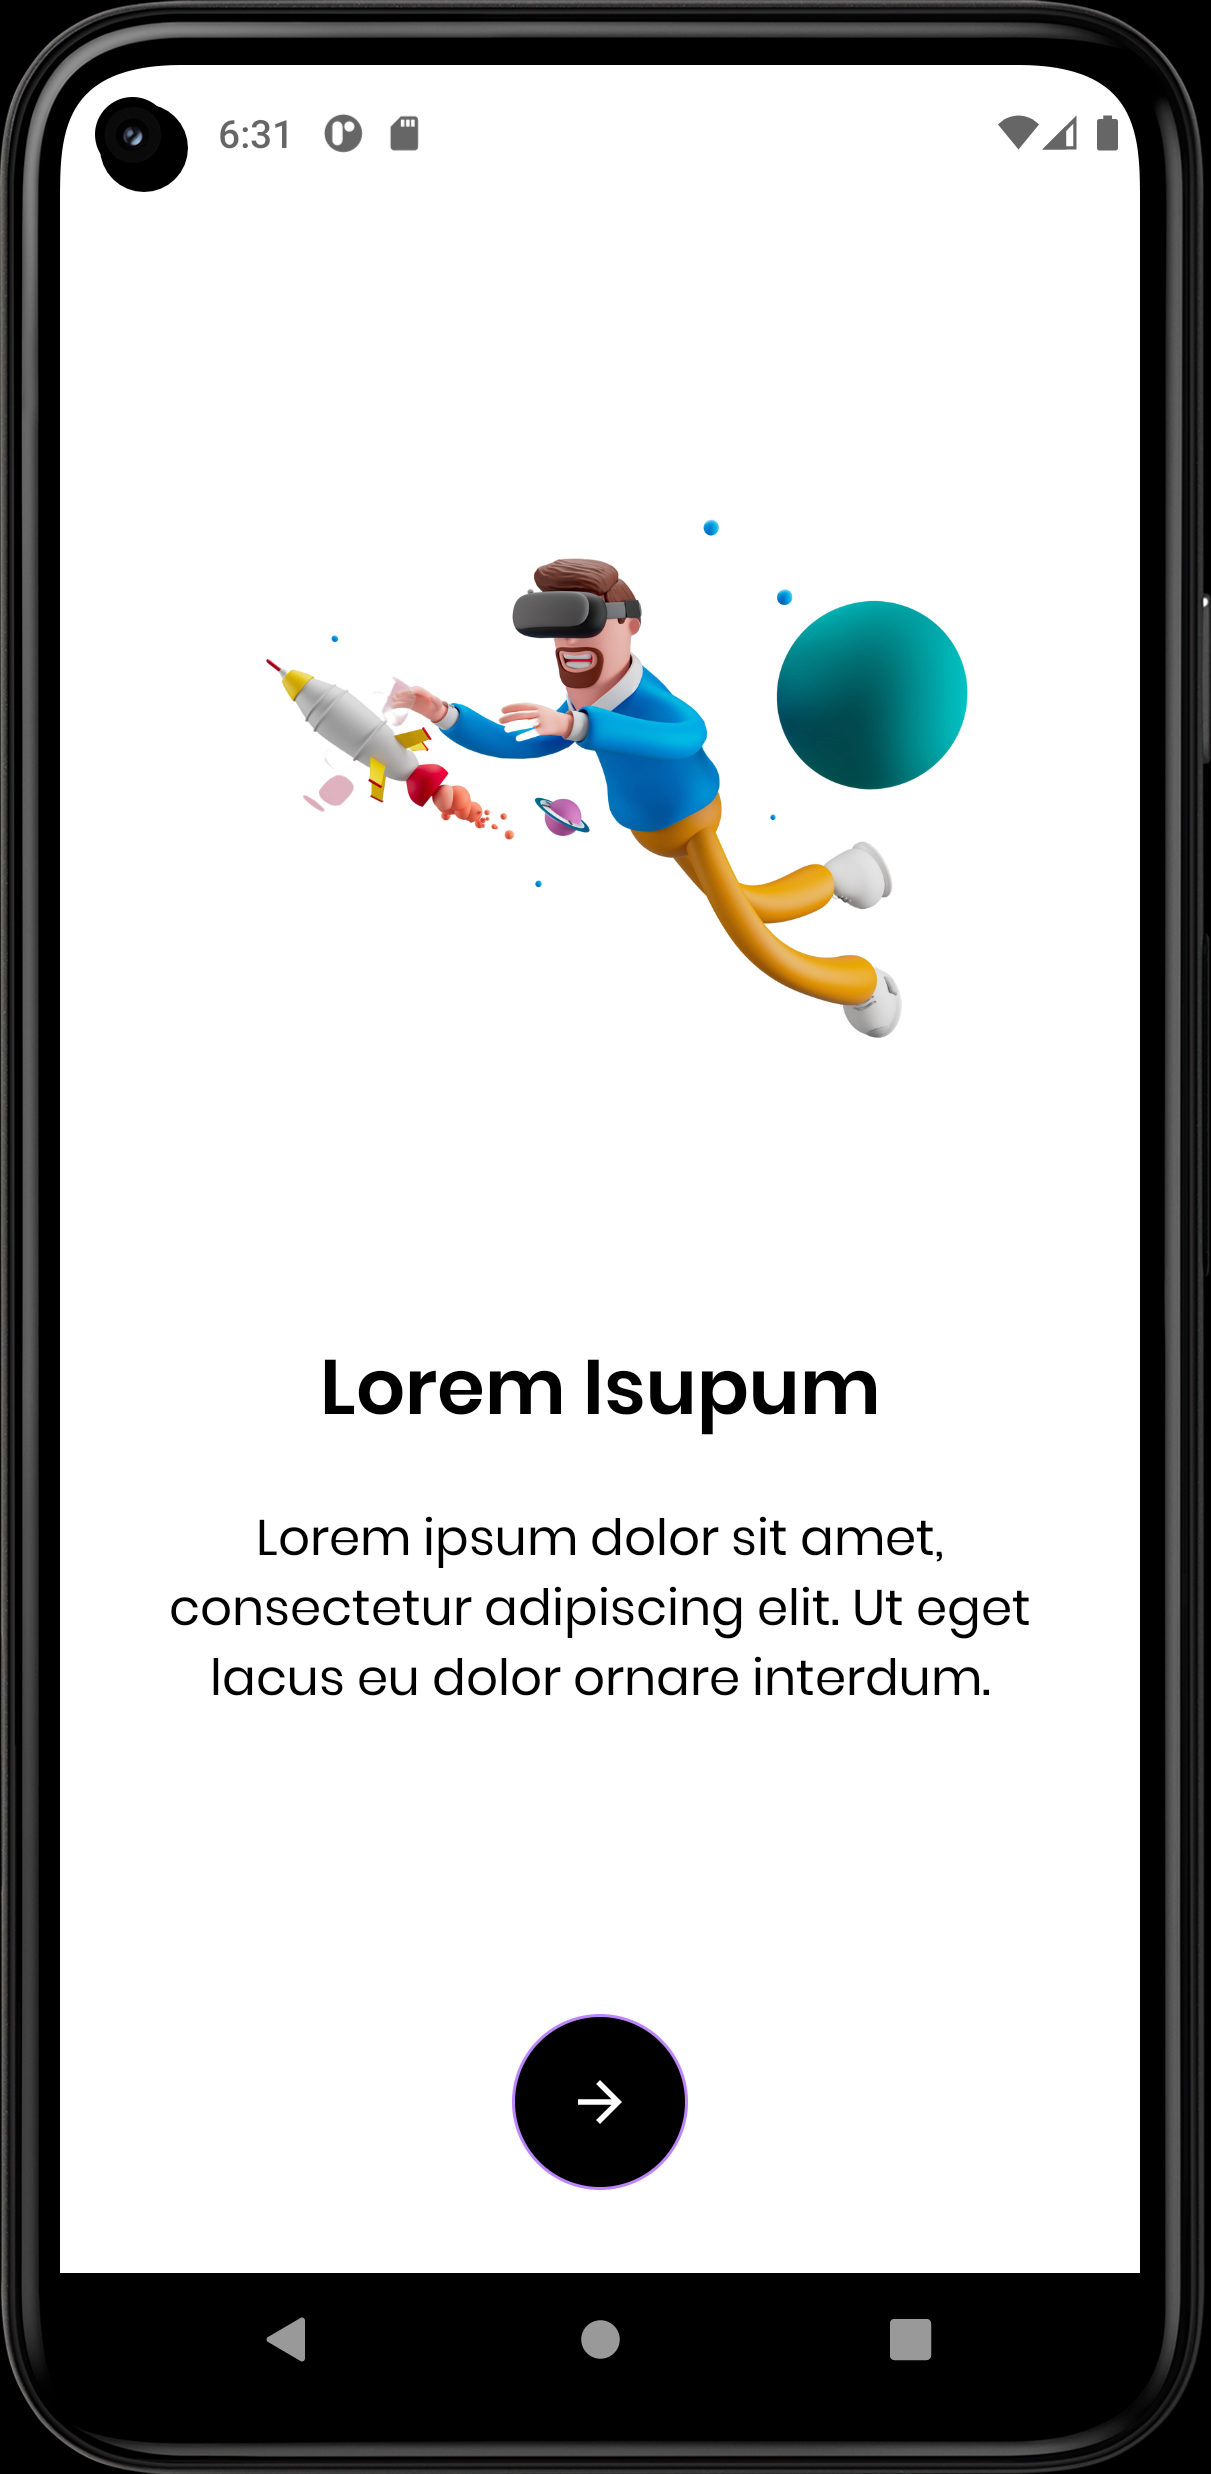 6:31
Lorem Isupum
Lorem ipsum dolor sit amet,
consectetur adipiscing elit. Ut eget
lacus eu dolor ornare interdum.